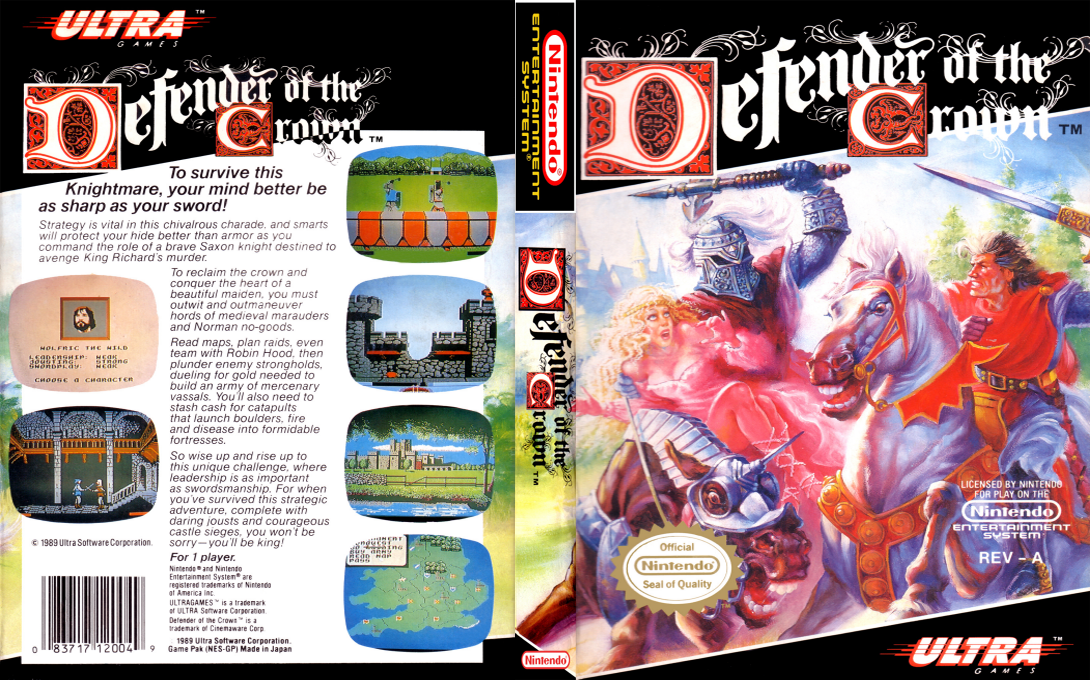 ULTRA™
GAMES
Defender of the
Crown™
To survive this
Knightmare, your mind better be
as sharp as your sword!
Strategy is vital in this chivalrous charade, and smarts
will protect your hide better than armor as you
command the role of a brave Saxon knight destined to
avenge King Richard's murder.
To reclaim the crown and
conquer the heart of a
beautiful maiden, you must
outwit and outmaneuver
hords of medieval marauders
and Norman no-goods.
Read maps, plan raids, even
team with Robin Hood, then
plunder enemy strongholds,
dueling for gold needed to
build an army of mercenary
vassals. You'll also need to
stash cash for catapults
that launch boulders, fire
and disease into formidable
fortresses.
So wise up and rise up to
this unique challenge, where
leadership is as important
as swordsmanship. For when
you've survived this strategic
adventure, complete with
daring jousts and courageous
castle sieges, you won't be
sorry—you'll be king!
For 1 player.
Nintendo® and Nintendo
Entertainment System® are
registered trademarks of Nintendo
of America Inc.
ULTRAGAMES™ is a trademark
of ULTRA Software Corporation.
Defender of the Crown™ is a
trademark of Cinemaware Corp.
1989 Ultra Software Corporation.
Game Pak (NES-GP) Made in Japan
WOLFRIC THE WILD
LEADERSHIP: WEAK
JOUSTING: STRONG
SWORDPLAY: WEAK
CHOOSE A CHARACTER
© 1989 Ultra Software Corporation.
0 83717 12004 9
BUY ARMY
READ MAP
PASS
Nintendo®
ENTERTAINMENT
SYSTEM®
Defender of the
Crown™
Nintendo
Defender of the
Crown™
LICENSED BY NINTENDO
FOR PLAY ON THE
Nintendo
ENTERTAINMENT
SYSTEM
REV-A
Official
Nintendo
Seal of Quality
ULTRA™
GAMES